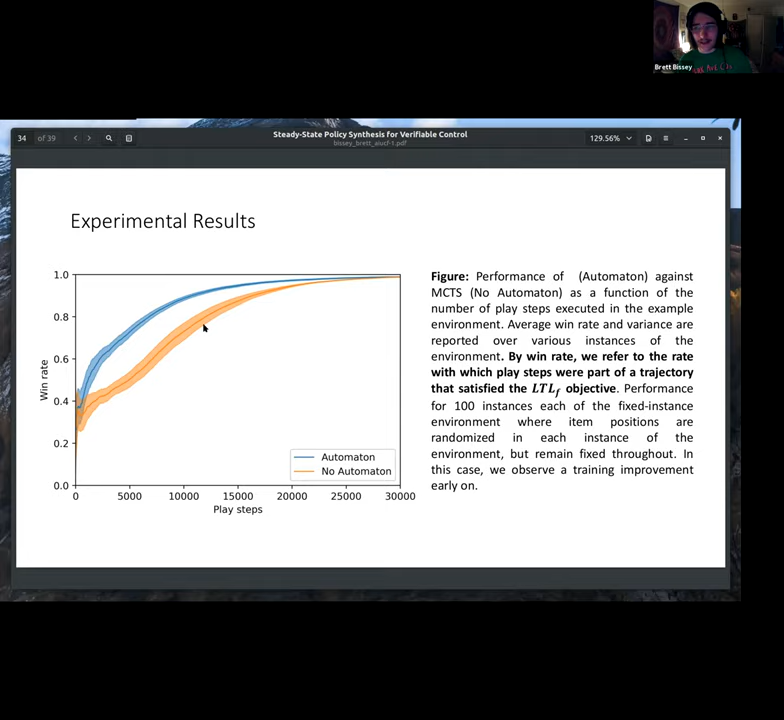 Brett Bissey
34 of 39
Steady-State Policy Synthesis for Verifiable Control
bissey_brett_aiucf-1.pdf
129.56%
Experimental Results
1.0
0.8
0.6
0.4
0.2
0.0
Win rate
0 5000 10000 15000 20000 25000 30000
Play steps
Automaton
No Automaton
Figure: Performance of (Automaton) against
MCTS (No Automaton) as a function of the
number of play steps executed in the example
environment. Average win rate and variance are
reported over various instances of the
environment. By win rate, we refer to the rate
with which play steps were part of a trajectory
that satisfied the LTLf objective. Performance
for 100 instances each of the fixed-instance
environment where item positions are
randomized in each instance of the
environment, but remain fixed throughout. In
this case, we observe a training improvement
early on.